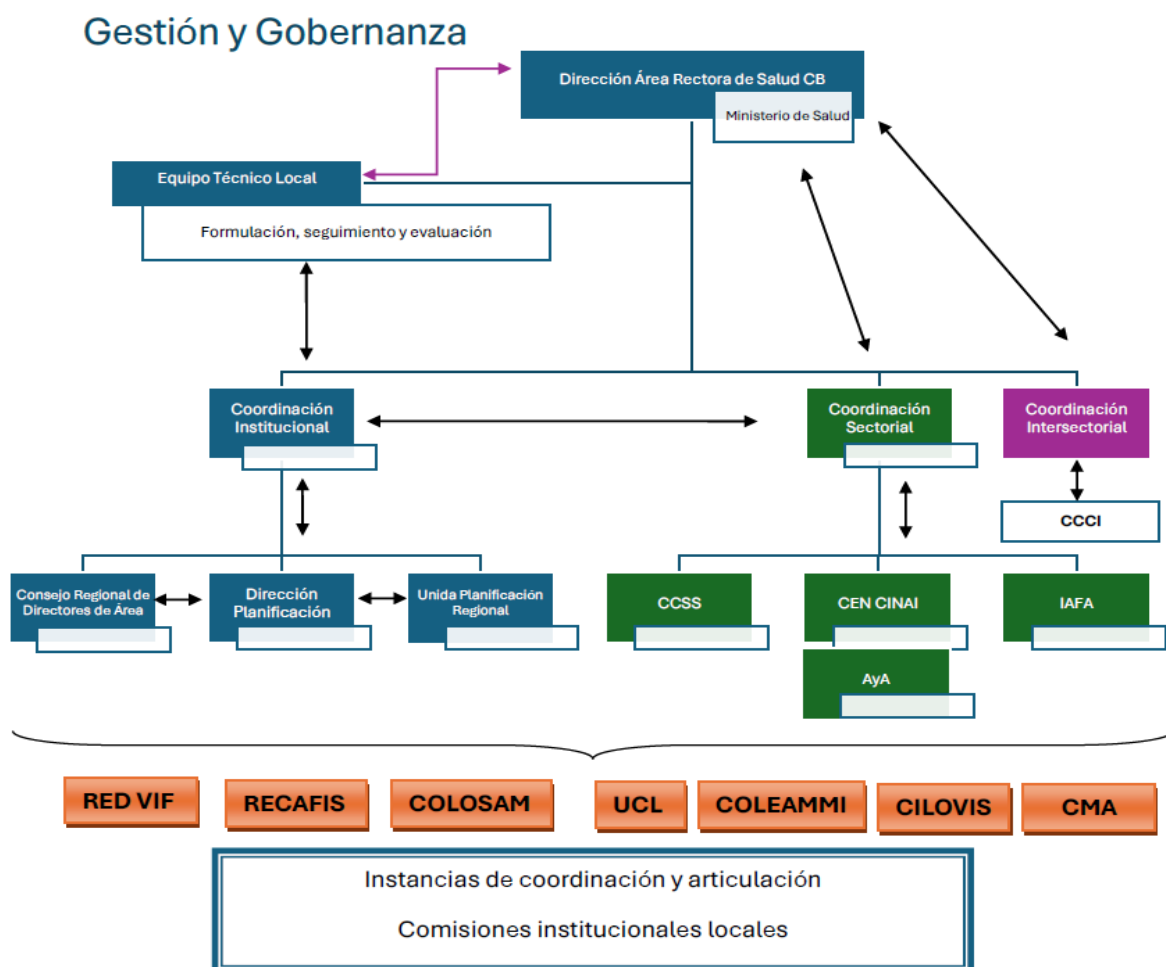 Gestión y Gobernanza
Dirección Área Rectora de Salud CB
Ministerio de Salud
Equipo Técnico Local
Formulación, seguimiento y evaluación
Coordinación
Institucional
Coordinación
Sectorial
Coordinación
Intersectorial
CCCI
Consejo Regional de
Directores de Área
Dirección
Planificación
Unida Planificación
Regional
CCSS
CEN CINAI
IAFA
AyA
RED VIF
RECAFIS
COLOSAM
UCL
COLEAMMI
CILOVIS
CMA
Instancias de coordinación y articulación
Comisiones institucionales locales